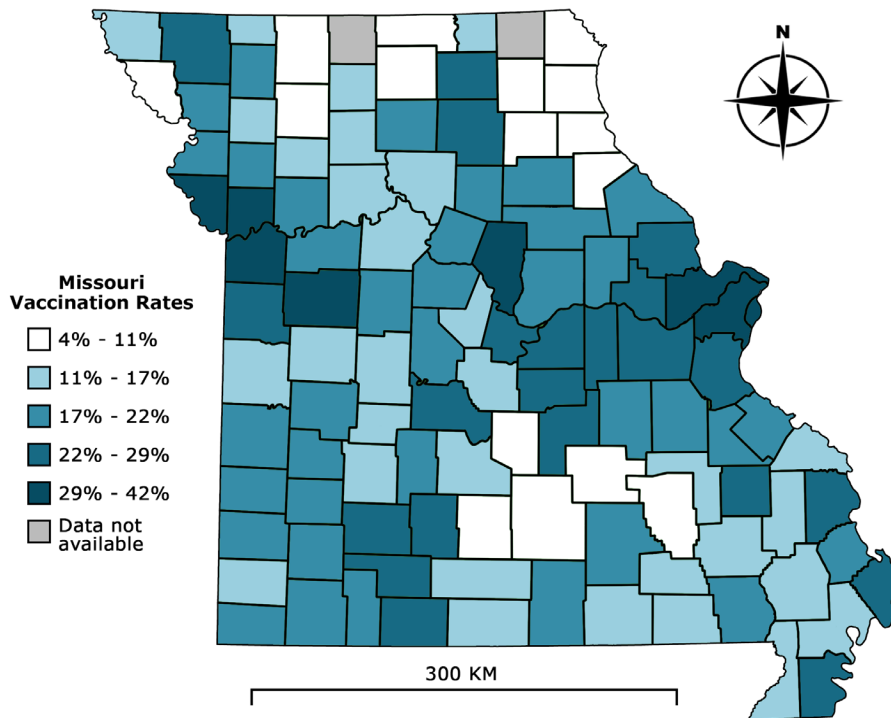 N
Missouri
Vaccination Rates
4% - 11%
11% - 17%
17% - 22%
22% - 29%
29% - 42%
Data not
available
300 KM